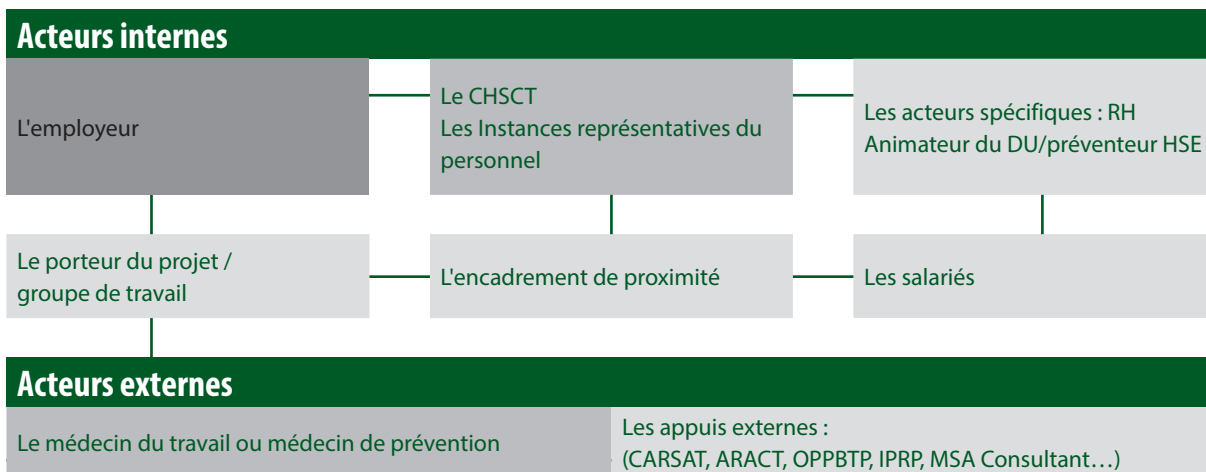 Acteurs internes
L'employeur
Le CHSCT
Les Instances représentatives du
personnel
Les acteurs spécifiques : RH
Animateur du DU/préventeur HSE
Le porteur du projet /
groupe de travail
L'encadrement de proximité
Les salariés
Acteurs externes
Le médecin du travail ou médecin de prévention
Les appuis externes :
(CARSAT, ARACT, OPPBTP, IPRP, MSA Consultant…)